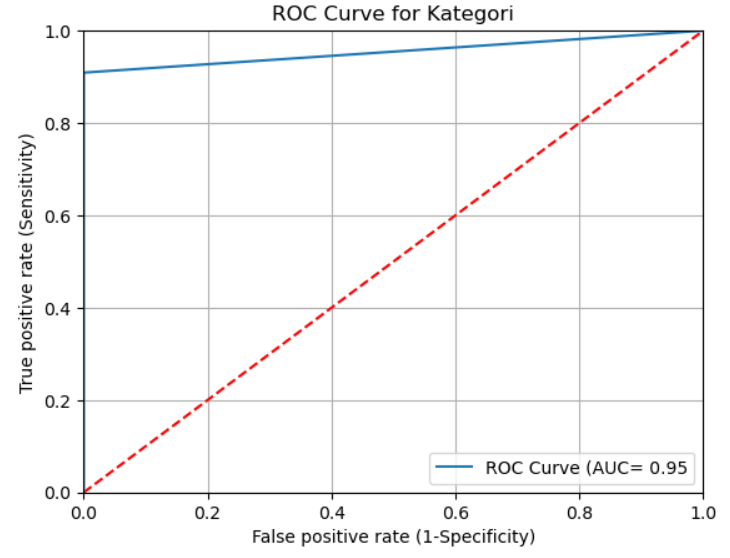 ROC Curve for Kategori
1.0
0.8
0.6
0.4
0.2
0.0
True positive rate (Sensitivity)
ROC Curve (AUC= 0.95
0.0 0.2 0.4 0.6 0.8 1.0
False positive rate (1-Specificity)